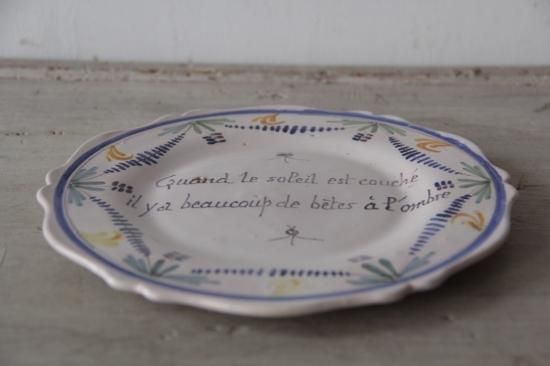 Quand le soleil est couché
il y a beaucoup de bêtes à l'ombre